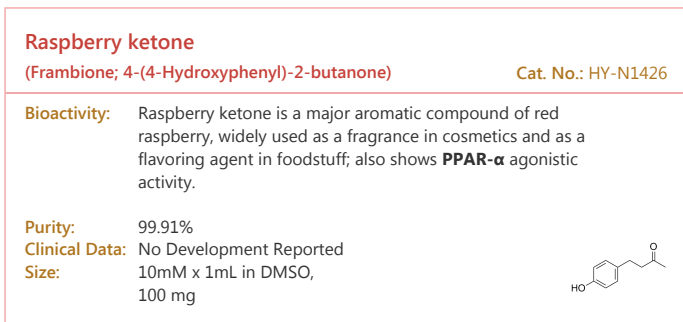 Raspberry ketone
(Frambione; 4-(4-Hydroxyphenyl)-2-butanone) Cat. No.: HY-N1426
Bioactivity: Raspberry ketone is a major aromatic compound of red
raspberry, widely used as a fragrance in cosmetics and as a
flavoring agent in foodstuff; also shows PPAR-α agonistic
activity.
Purity: 99.91%
Clinical Data: No Development Reported
Size: 10mM x 1mL in DMSO,
100 mg
O
HO